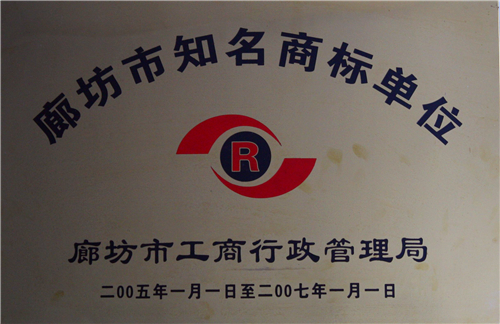 廊坊市知名商标单位
R
廊坊市工商行政管理局
二00五年一月一日至二00七年一月一日